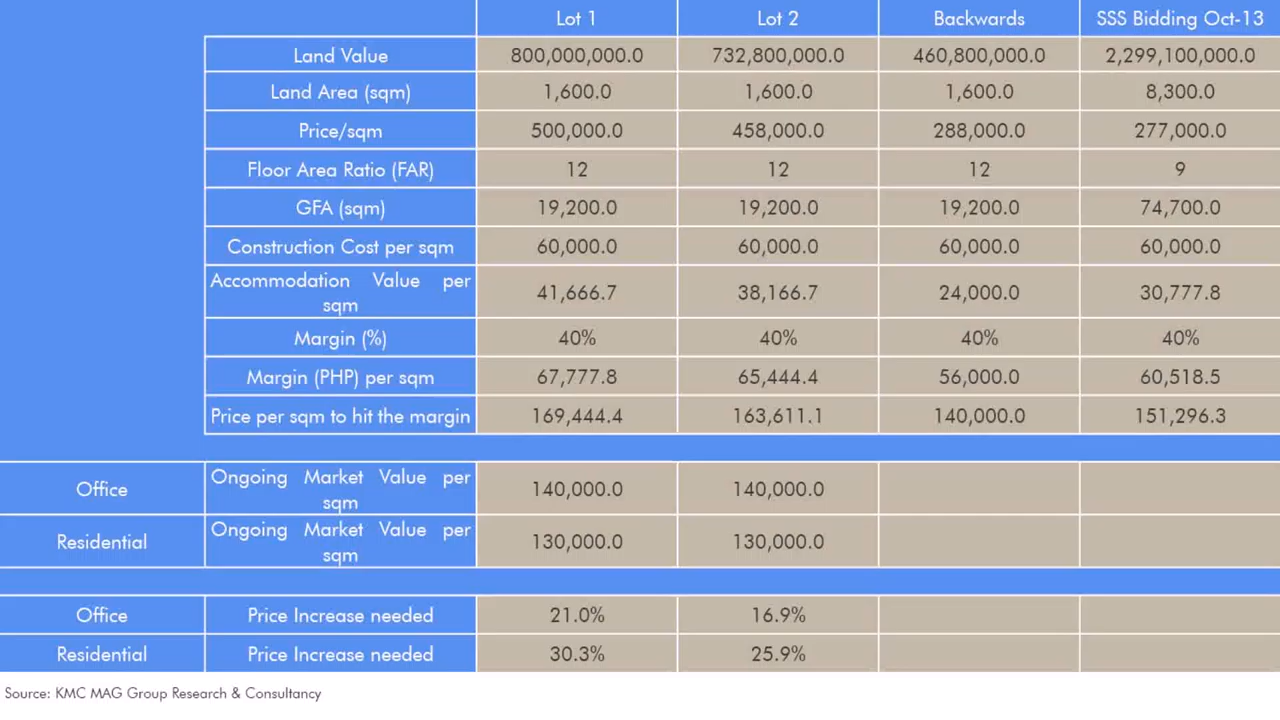 Lot 1 Lot 2 Backwards SSS Bidding Oct-13
Land Value 800,000,000.0 732,800,000.0 460,800,000.0 2,299,100,000.0
Land Area (sqm) 1,600.0 1,600.0 1,600.0 8,300.0
Price/sqm 500,000.0 458,000.0 288,000.0 277,000.0
Floor Area Ratio (FAR) 12 12 12 9
GFA (sqm) 19,200.0 19,200.0 19,200.0 74,700.0
Construction Cost per sqm 60,000.0 60,000.0 60,000.0 60,000.0
Accommodation Value per
sqm 41,666.7 38,166.7 24,000.0 30,777.8
Margin (%) 40% 40% 40% 40%
Margin (PHP) per sqm 67,777.8 65,444.4 56,000.0 60,518.5
Price per sqm to hit the margin 169,444.4 163,611.1 140,000.0 151,296.3
Office Ongoing Market Value per
sqm 140,000.0 140,000.0
Residential Ongoing Market Value per
sqm 130,000.0 130,000.0
Office Price Increase needed 21.0% 16.9%
Residential Price Increase needed 30.3% 25.9%
Source: KMC MAG Group Research & Consultancy